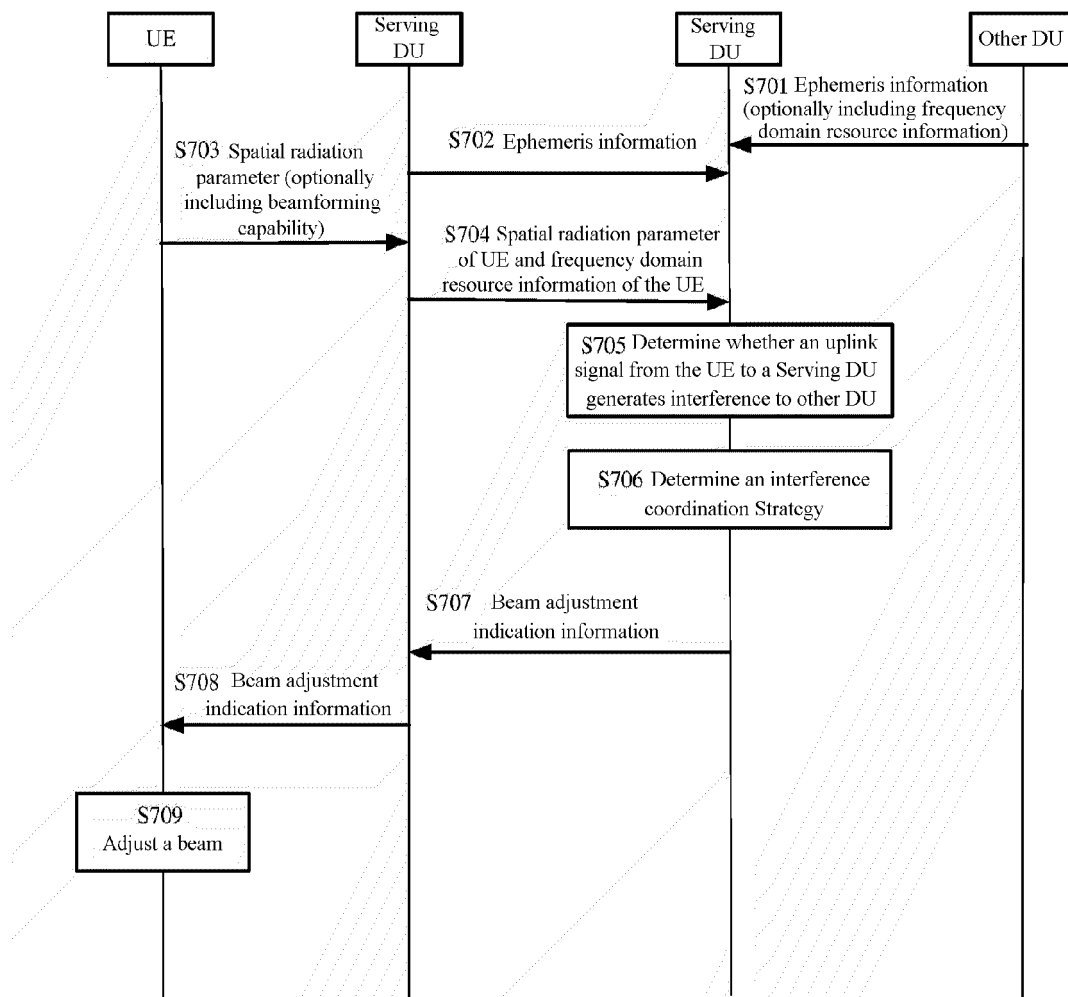 UE
Serving
DU
Serving
DU
Other DU
S701 Ephemeris information
(optionally including frequency
domain resource information)
S702 Ephemeris information
S703 Spatial radiation
parameter (optionally
including beamforming
capability)
S704 Spatial radiation parameter
of UE and frequency domain
resource information of the UE
S705 Determine whether an uplink
signal from the UE to a Serving DU
generates interference to other DU
S706 Determine an interference
coordination Strategy
S707 Beam adjustment
indication information
S708 Beam adjustment
indication information
S709
Adjust a beam